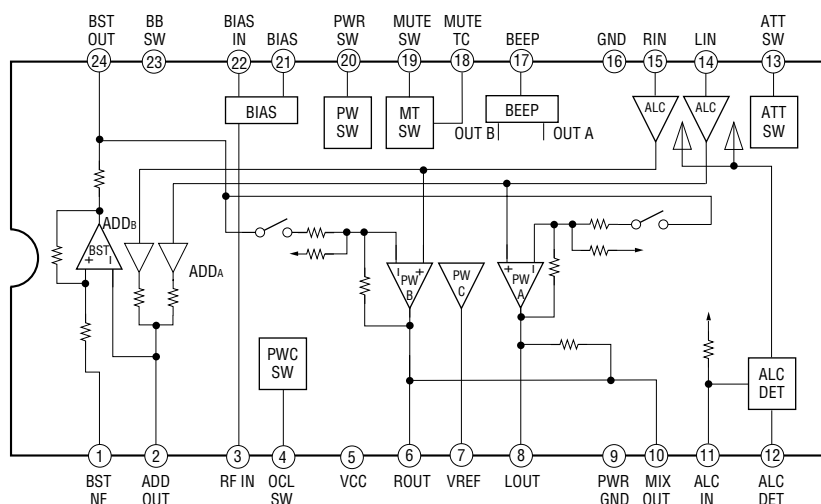 BST OUT
BB SW
BIAS IN
BIAS
PWR SW
MUTE SW
MUTE TC
BEEP
GND
RIN
LIN
ATT SW
24
23
22
21
20
19
18
17
16
15
14
13
BIAS
PW SW
MT SW
BEEP
OUT B
OUT A
ALC
ALC
ATT SW
ADDB
BST
+
ADDA
+
PW B
PW C
+
PW A
PWC SW
ALC DET
1
2
3
4
5
6
7
8
9
10
11
12
BST NF
ADD OUT
RF IN
OCL SW
VCC
ROUT
VREF
LOUT
PWR GND
MIX OUT
ALC IN
ALC DET